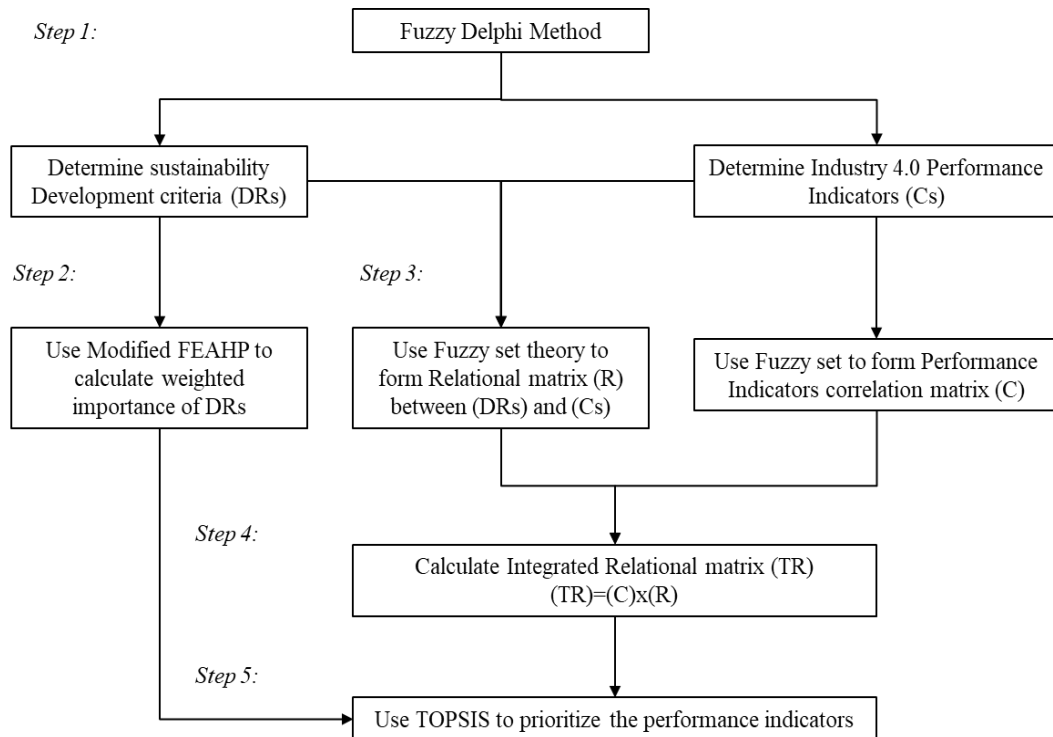 Step 1:
Fuzzy Delphi Method
Determine sustainability
Development criteria (DRs)
Determine Industry 4.0 Performance
Indicators (Cs)
Step 2:
Step 3:
Use Modified FEAHP to
calculate weighted
importance of DRs
Use Fuzzy set theory to
form Relational matrix (R)
between (DRs) and (Cs)
Use Fuzzy set to form Performance
Indicators correlation matrix (C)
Step 4:
Calculate Integrated Relational matrix (TR)
(TR)=(C)x(R)
Step 5:
Use TOPSIS to prioritize the performance indicators